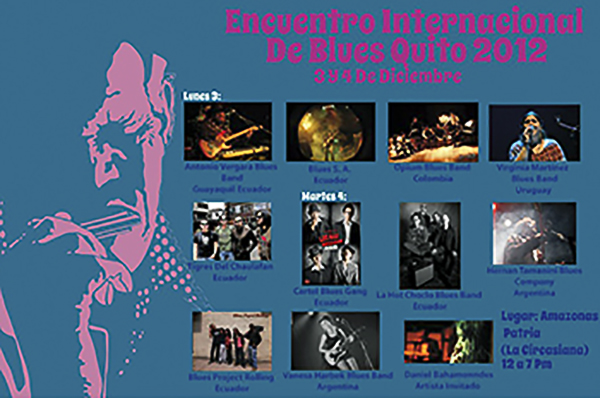 Encuentro Internacional
De Blues Quito 2012
3 Y 4 De Diciembre
Lunes 3:
Antonio Vergara Blues
Band
Guayaquil Ecuador
Blues S. A.
Ecuador
Opium Blues Band
Colombia
Virginia Martinez
Blues Band
Uruguay
Martes 4:
Tigres Del Chaulafan
Ecuador
Cartel Blues Gang
Ecuador
La Hot Choclo Blues Band
Ecuador
Hernan Tamanini Blues
Company
Argentina
Blues Project Rolling
Ecuador
Vanesa Harbek Blues Band
Argentina
Daniel Bahamonndes
Artista Invitado
Lugar: Amazonas
Patria
(La Circasiana)
12 a 7 Pm